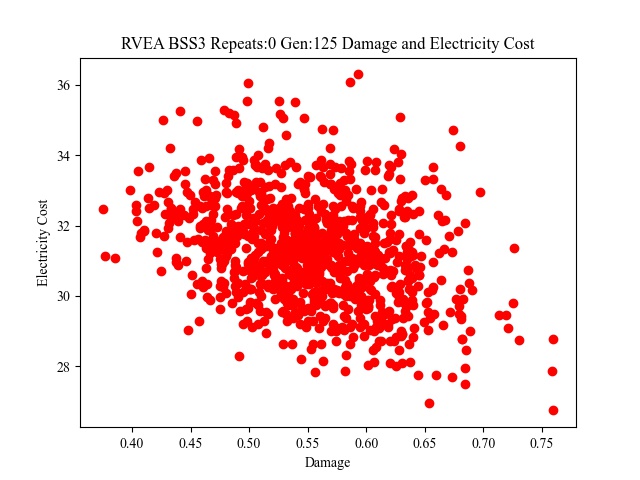 RVEA BSS3 Repeats:0 Gen:125 Damage and Electricity Cost
36
34
32
30
28
Electricity Cost
0.40 0.45 0.50 0.55 0.60 0.65 0.70 0.75
Damage